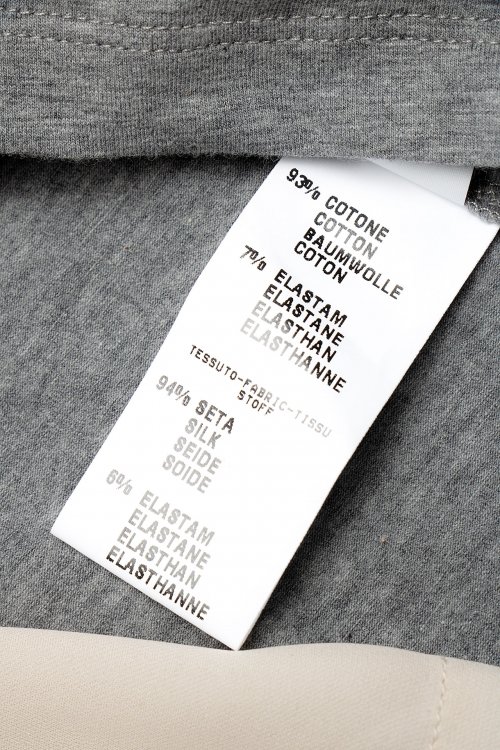 93% COTONE
COTTON
BAUMWOLLE
COTON
7% ELASTAM
ELASTANE
ELASTHAN
ELASTHANNE
TESSUTO-FABRIC-TISSU
STOFF
94% SETA
SILK
SEIDE
SOIDE
6% ELASTAM
ELASTANE
ELASTHAN
ELASTHANNE